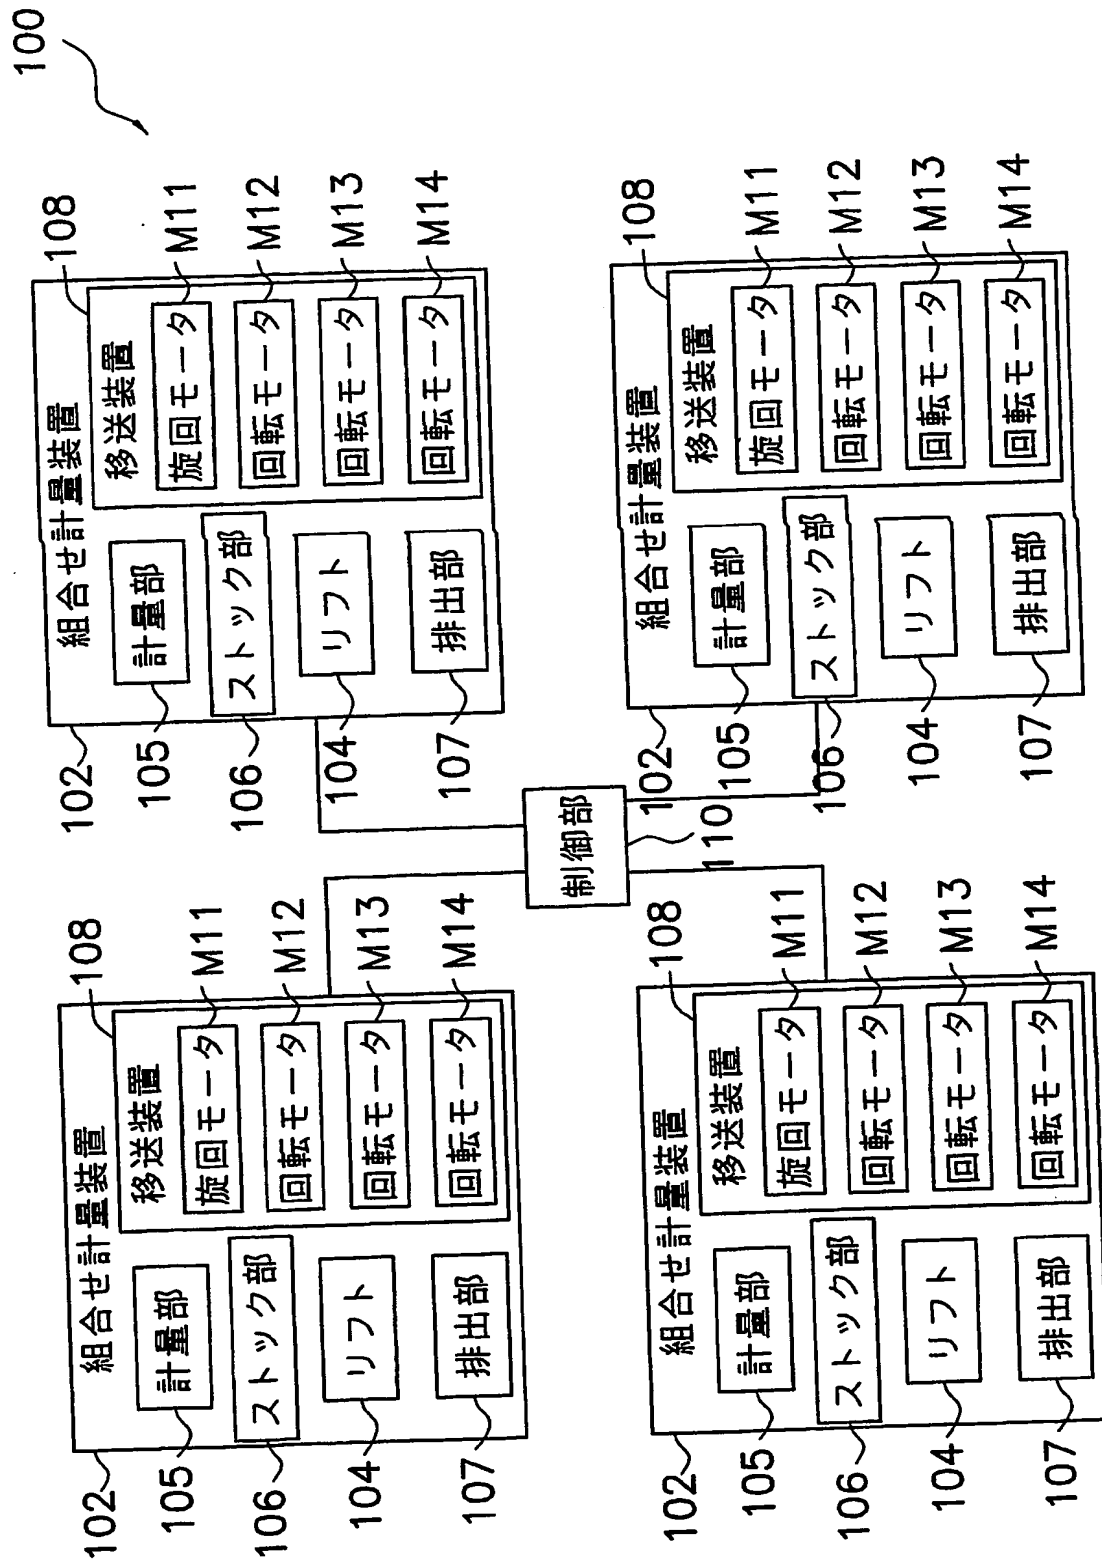 100
組合せ計量装置
102
計量部
105
ストック部
106
リフト
104
排出部
107
移送装置
108
旋回モータ
M11
回転モータ
M12
回転モータ
M13
回転モータ
M14
組合せ計量装置
102
計量部
105
ストック部
106
リフト
104
排出部
107
移送装置
108
旋回モータ
M11
回転モータ
M12
回転モータ
M13
回転モータ
M14
制御部
110
組合せ計量装置
102
計量部
105
ストック部
106
リフト
104
排出部
107
移送装置
108
旋回モータ
M11
回転モータ
M12
回転モータ
M13
回転モータ
M14
組合せ計量装置
102
計量部
105
ストック部
106
リフト
104
排出部
107
移送装置
108
旋回モータ
M11
回転モータ
M12
回転モータ
M13
回転モータ
M14